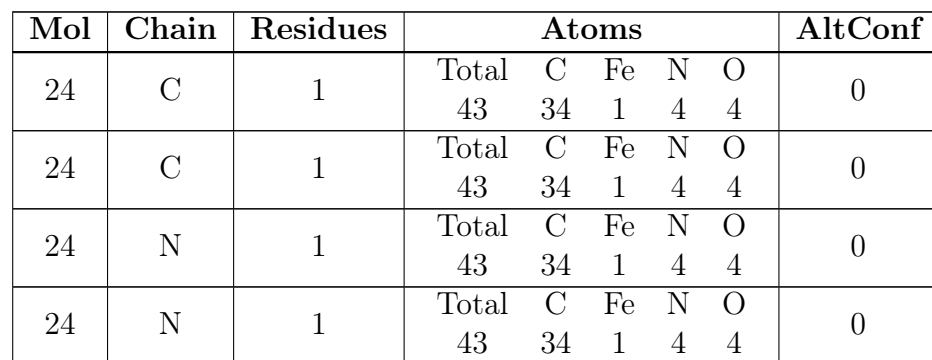 Mol Chain Residues Atoms AltConf
24 C 1 Total C Fe N O 0
43 34 1 4 4
24 C 1 Total C Fe N O 0
43 34 1 4 4
24 N 1 Total C Fe N O 0
43 34 1 4 4
24 N 1 Total C Fe N O 0
43 34 1 4 4